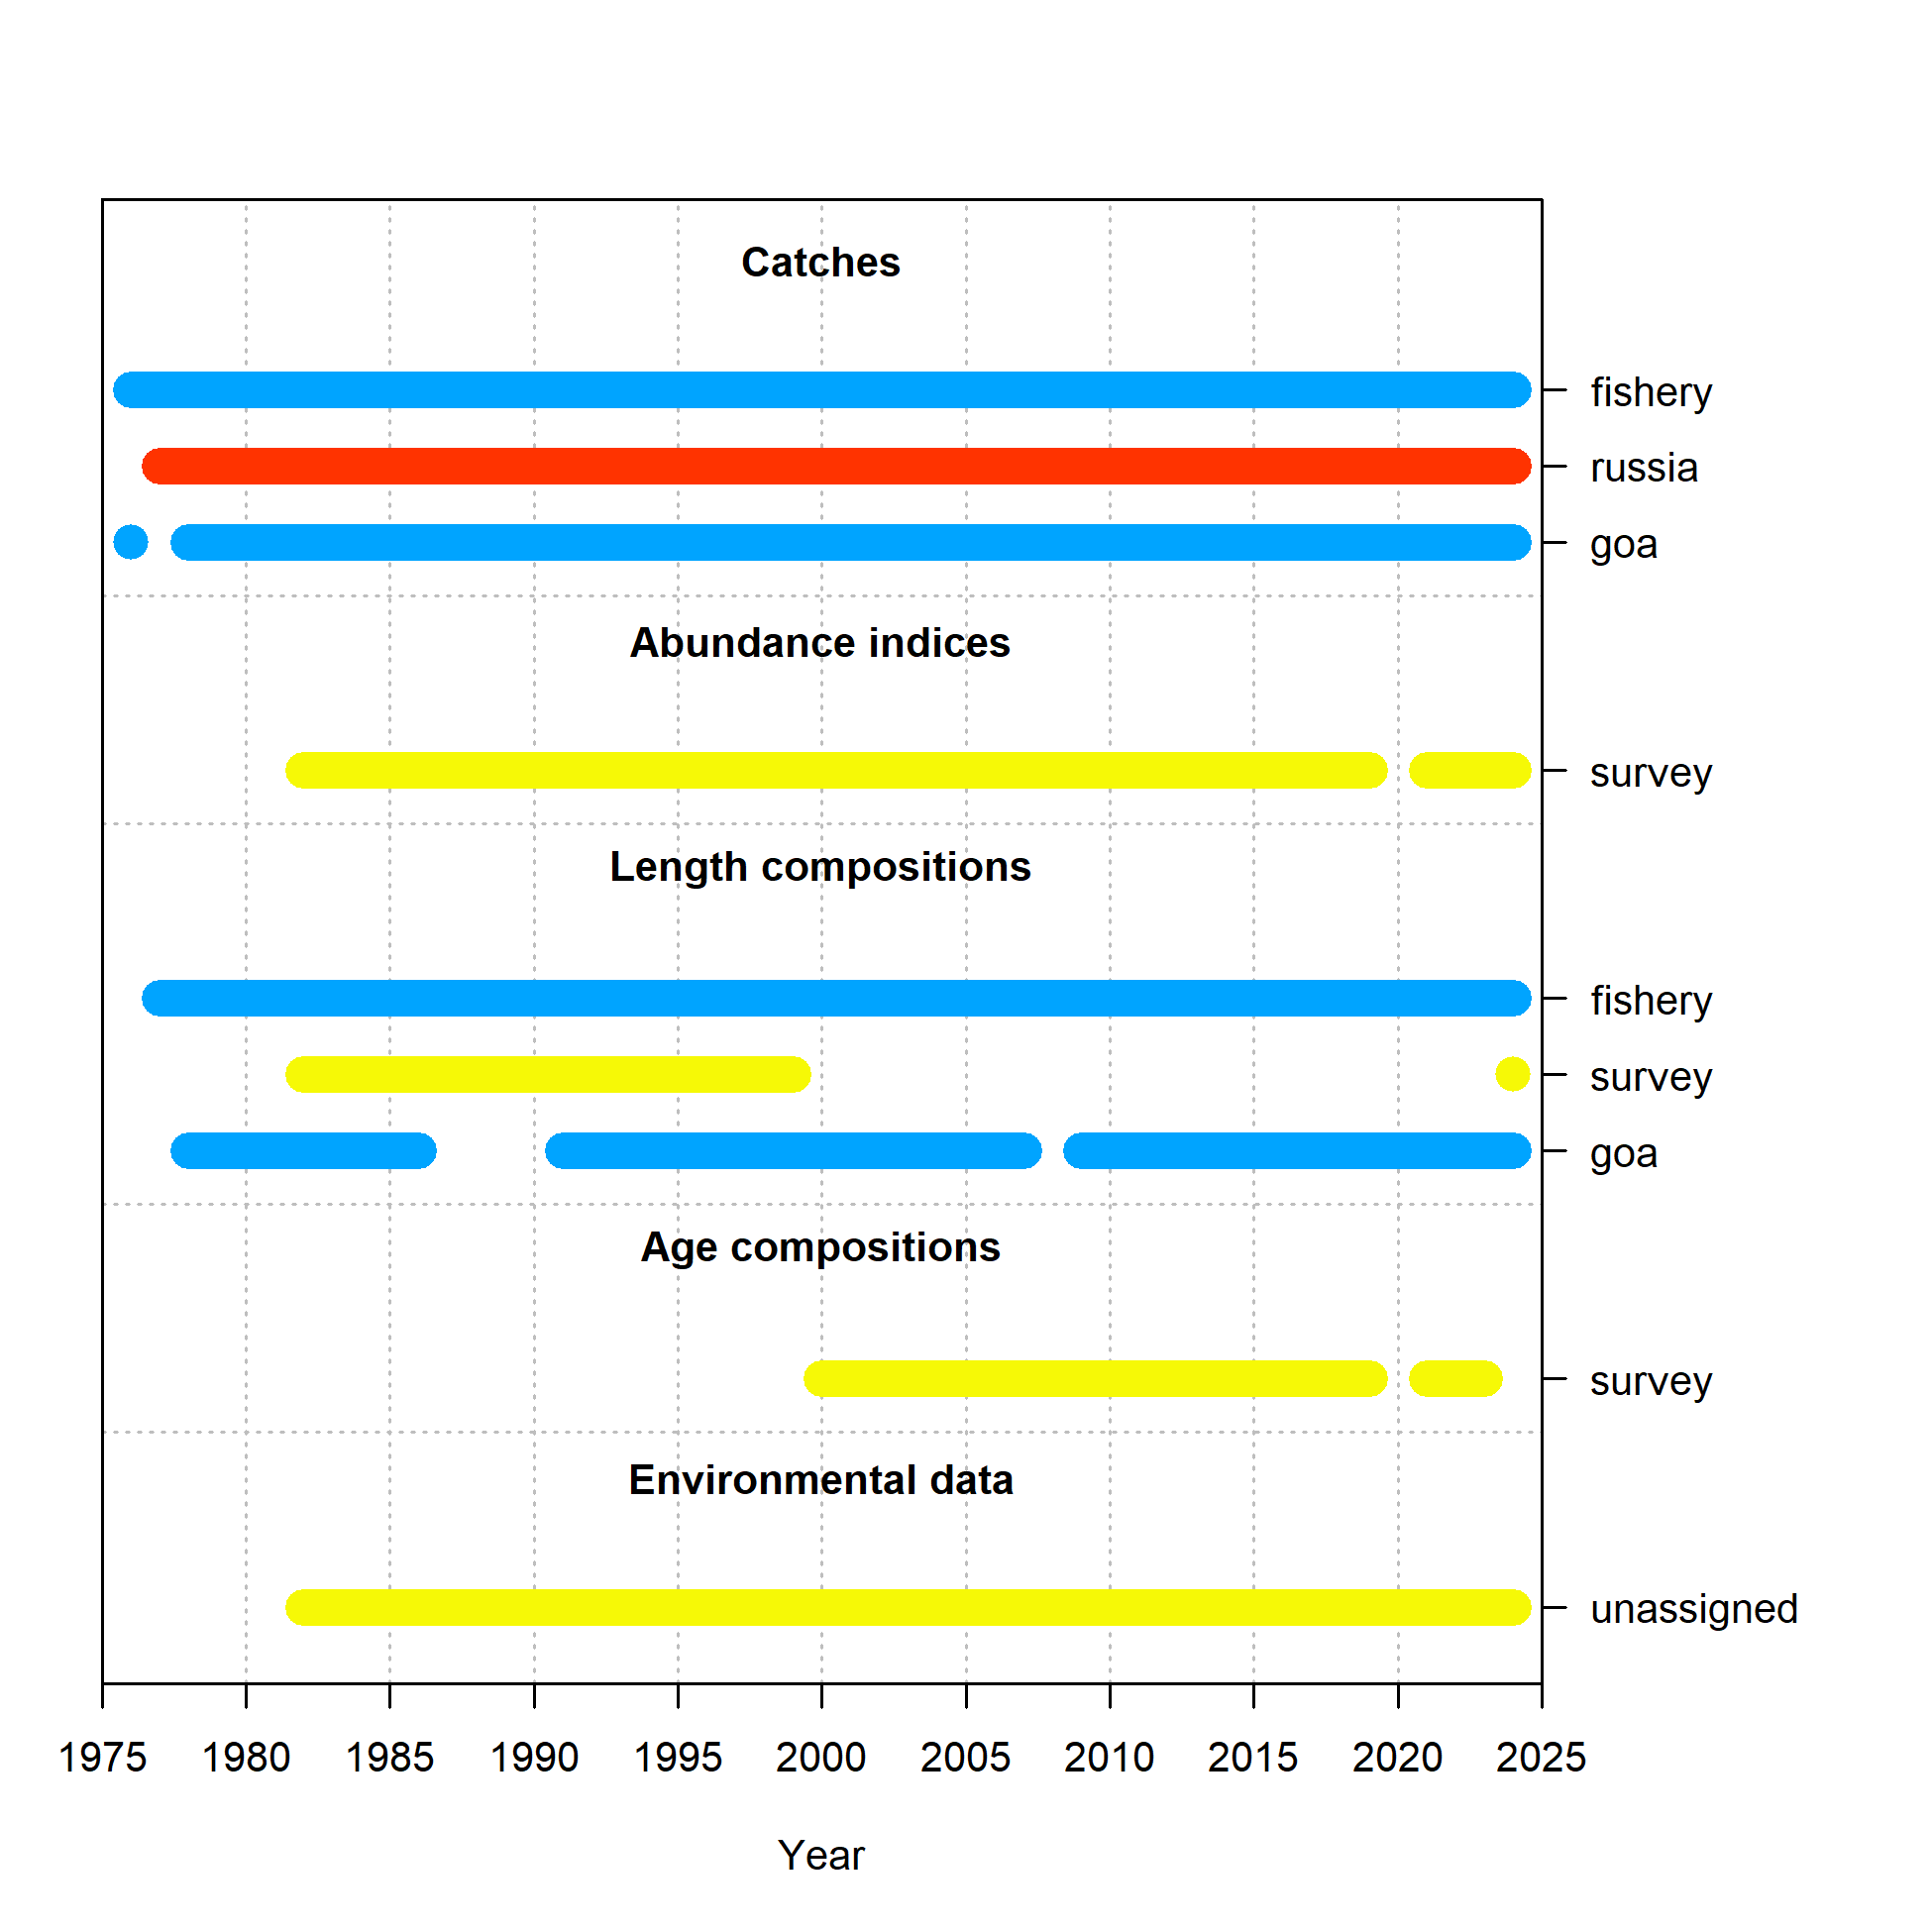 Catches
fishery
russia
goa
Abundance indices
survey
Length compositions
fishery
survey
goa
Age compositions
survey
Environmental data
unassigned
1975 1980 1985 1990 1995 2000 2005 2010 2015 2020 2025
Year